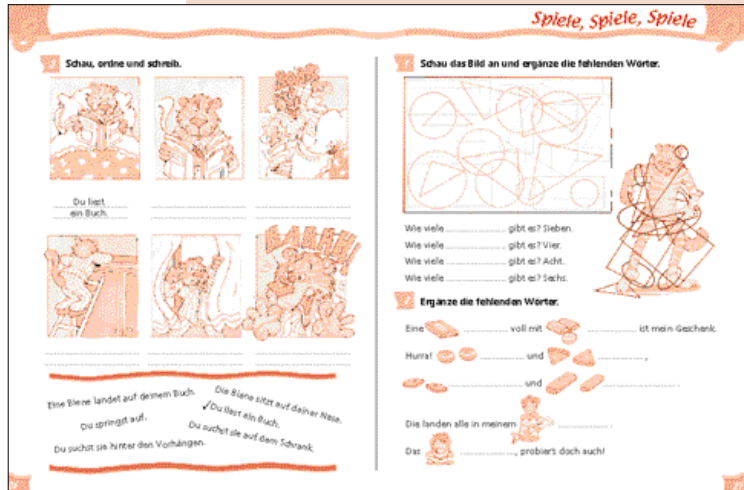 Spiele, Spiele, Spiele
Schau, ordne und schreib.
Du liest
ein Buch.
BARRH!
Eine Biene landet auf deinem Buch.
Die Biene sitzt auf deiner Nase.
Du springst auf.
✓Du liest ein Buch.
Du suchst sie auf dem Schrank.
Du suchst sie hinter den Vorhängen.
Schau das Bild an und ergänze die fehlenden Wörter.
Wie viele ............... gibt es? Sieben.
Wie viele ............... gibt es? Vier.
Wie viele ............... gibt es? Acht.
Wie viele ............... gibt es? Sechs.
Ergänze die fehlenden Wörter.
Eine ............ voll mit ............ ist mein Geschenk.
Hurra! ............ und ............ ,
............ und ............ .
Die landen alle in meinem ............ .
Das ............ , probier's doch auch!